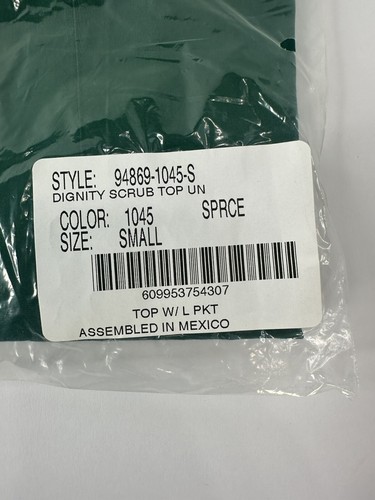 STYLE: 94869-1045-S
DIGNITY SCRUB TOP UN
COLOR: 1045 SPRCE
SIZE: SMALL
609953754307
TOP W/ L PKT
ASSEMBLED IN MEXICO